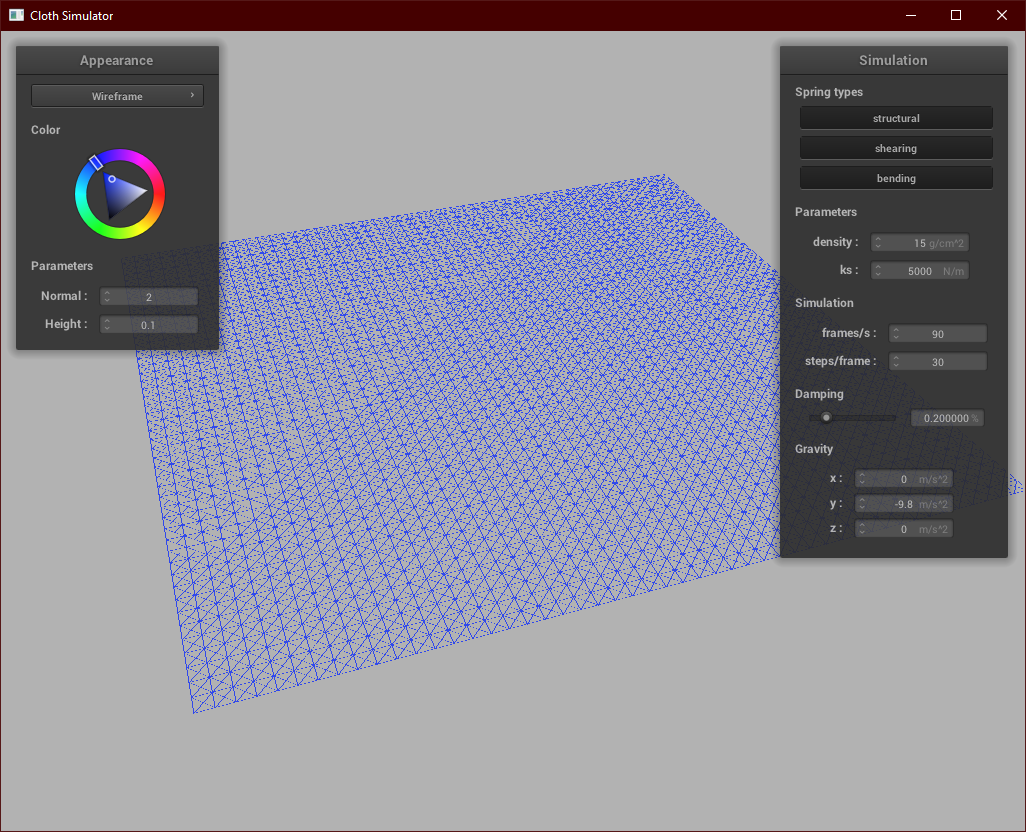 Cloth Simulator
Appearance
Wireframe
Color
Parameters
Normal : 2
Height : 0.1
Simulation
Spring types
structural
shearing
bending
Parameters
density : 15 g/cm^2
ks : 5000 N/m
Simulation
frames/s : 90
steps/frame : 30
Damping
0.200000 %
Gravity
x : 0 m/s^2
y : -9.8 m/s^2
z : 0 m/s^2